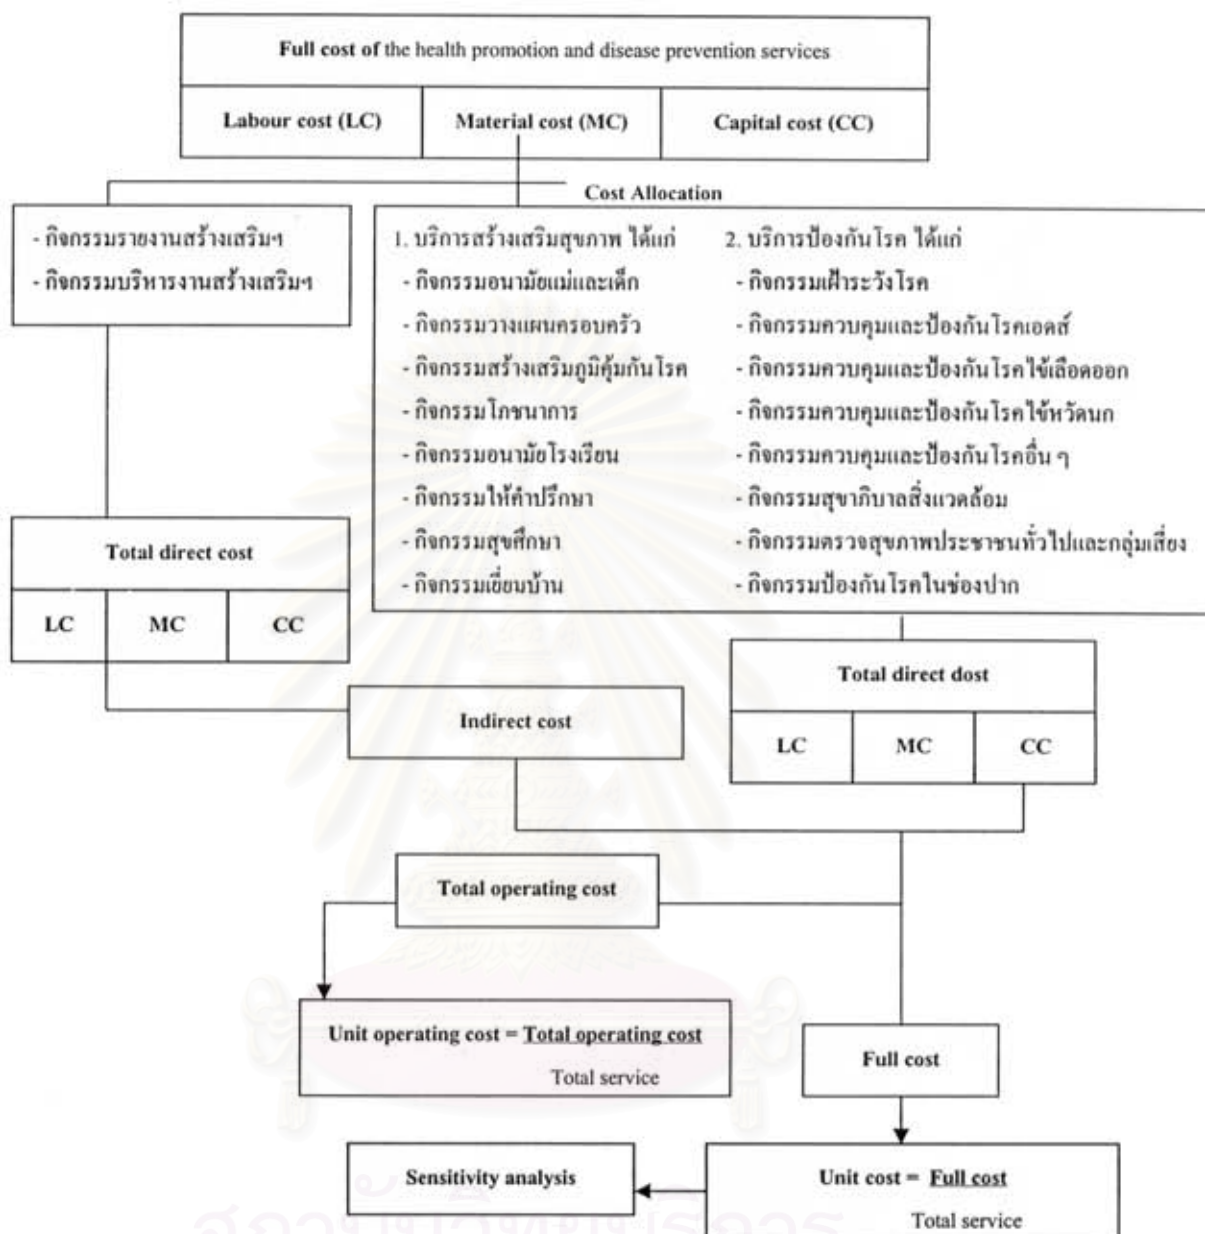 Full cost of the health promotion and disease prevention services
Labour cost (LC) Material cost (MC) Capital cost (CC)
Cost Allocation
- กิจกรรมรายงานสร้างเสริมฯ
- กิจกรรมบริหารงานสร้างเสริมฯ
1. บริการสร้างเสริมสุขภาพ ได้แก่
- กิจกรรมอนามัยแม่และเด็ก
- กิจกรรมวางแผนครอบครัว
- กิจกรรมสร้างเสริมภูมิคุ้มกันโรค
- กิจกรรมโภชนาการ
- กิจกรรมอนามัยโรงเรียน
- กิจกรรมให้คำปรึกษา
- กิจกรรมสุขศึกษา
- กิจกรรมเยี่ยมบ้าน
2. บริการป้องกันโรค ได้แก่
- กิจกรรมเฝ้าระวังโรค
- กิจกรรมควบคุมและป้องกันโรคเอดส์
- กิจกรรมควบคุมและป้องกันโรคไข้เลือดออก
- กิจกรรมควบคุมและป้องกันโรคไข้หวัดนก
- กิจกรรมควบคุมและป้องกันโรคอื่น ๆ
- กิจกรรมสุขาภิบาลสิ่งแวดล้อม
- กิจกรรมตรวจสุขภาพประชาชนทั่วไปและกลุ่มเสี่ยง
- กิจกรรมป้องกันโรคในช่องปาก
Total direct cost
LC MC CC
Total direct dost
LC MC CC
Indirect cost
Total operating cost
Unit operating cost = Total operating cost
Total service
Full cost
Sensitivity analysis
Unit cost = Full cost
Total service
สถาบันวิทยบริการ